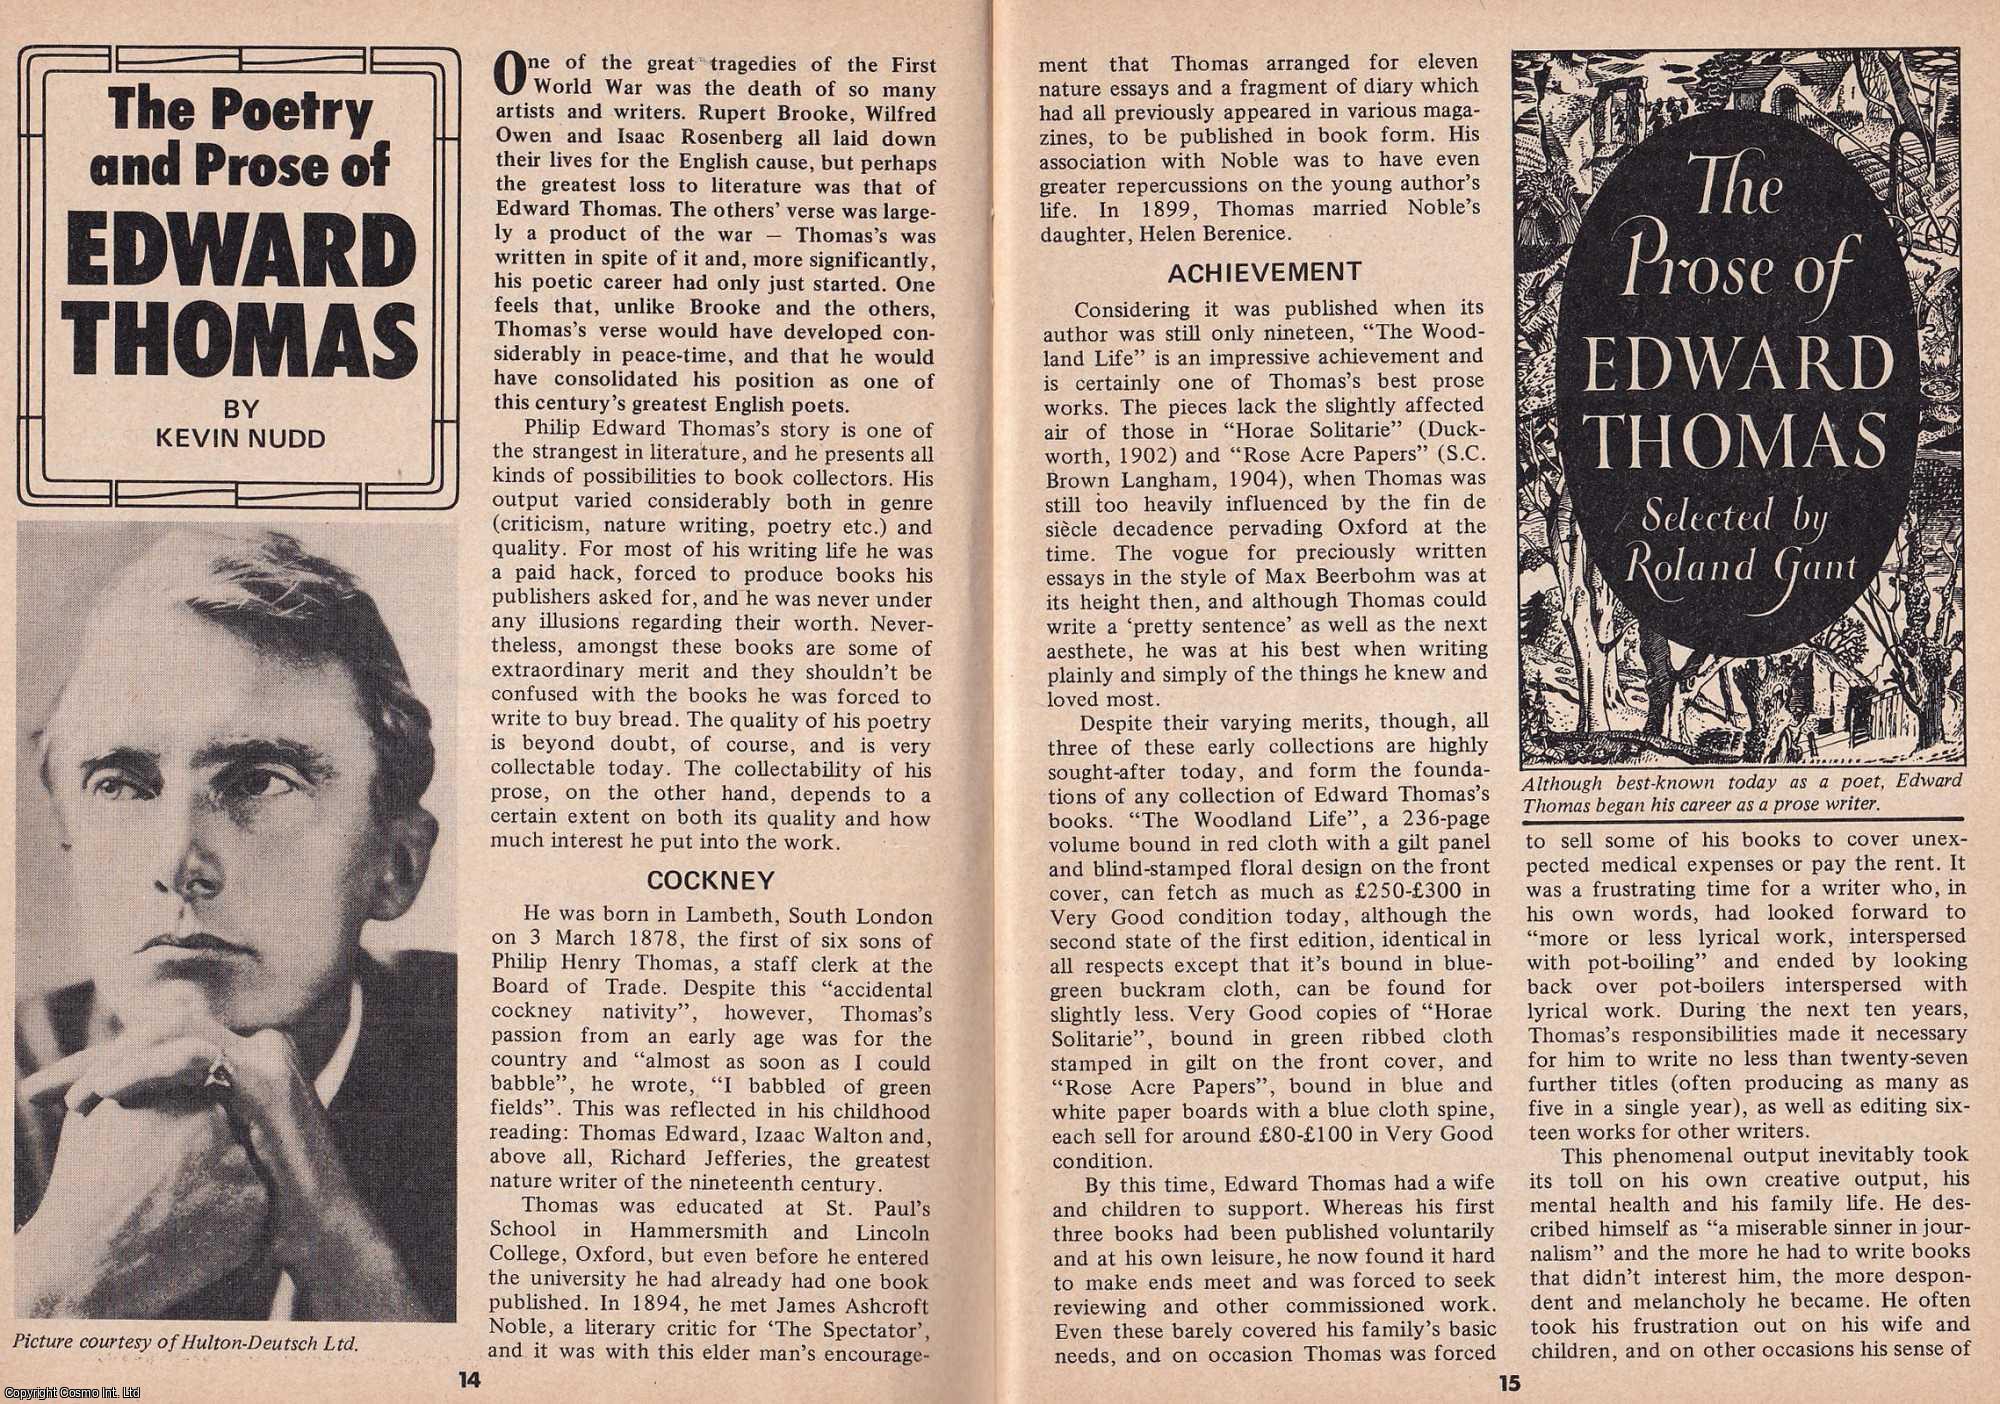 The Poetry
and Prose of
EDWARD
THOMAS
BY
KEVIN NUDD
Picture courtesy of Hulton-Deutsch Ltd.
One of the great tragedies of the First
World War was the death of so many
artists and writers. Rupert Brooke, Wilfred
Owen and Isaac Rosenberg all laid down
their lives for the English cause, but perhaps
the greatest loss to literature was that of
Edward Thomas. The others' verse was large-
ly a product of the war — Thomas's was
written in spite of it and, more significantly,
his poetic career had only just started. One
feels that, unlike Brooke and the others,
Thomas's verse would have developed con-
siderably in peace-time, and that he would
have consolidated his position as one of
this century's greatest English poets.
Philip Edward Thomas's story is one of
the strangest in literature, and he presents all
kinds of possibilities to book collectors. His
output varied considerably both in genre
(criticism, nature writing, poetry etc.) and
quality. For most of his writing life he was
a paid hack, forced to produce books his
publishers asked for, and he was never under
any illusions regarding their worth. Never-
theless, amongst these books are some of
extraordinary merit and they shouldn't be
confused with the books he was forced to
write to buy bread. The quality of his poetry
is beyond doubt, of course, and is very
collectable today. The collectability of his
prose, on the other hand, depends to a
certain extent on both its quality and how
much interest he put into the work.
COCKNEY
He was born in Lambeth, South London
on 3 March 1878, the first of six sons of
Philip Henry Thomas, a staff clerk at the
Board of Trade. Despite this "accidental
cockney nativity", however, Thomas's
passion from an early age was for the
country and "almost as soon as I could
babble", he wrote, "I babbled of green
fields". This was reflected in his childhood
reading: Thomas Edward, Izaac Walton and,
above all, Richard Jefferies, the greatest
nature writer of the nineteenth century.
Thomas was educated at St. Paul's
School in Hammersmith and Lincoln
College, Oxford, but even before he entered
the university he had already had one book
published. In 1894, he met James Ashcroft
Noble, a literary critic for 'The Spectator',
and it was with this elder man's encourage-
14
ment that Thomas arranged for eleven
nature essays and a fragment of diary which
had all previously appeared in various maga-
zines, to be published in book form. His
association with Noble was to have even
greater repercussions on the young author's
life. In 1899, Thomas married Noble's
daughter, Helen Berenice.
ACHIEVEMENT
Considering it was published when its
author was still only nineteen, "The Wood-
land Life" is an impressive achievement and
is certainly one of Thomas's best prose
works. The pieces lack the slightly affected
air of those in "Horae Solitarie" (Duck-
worth, 1902) and "Rose Acre Papers" (S.C.
Brown Langham, 1904), when Thomas was
still too heavily influenced by the fin de
siècle decadence pervading Oxford at the
time. The vogue for preciously written
essays in the style of Max Beerbohm was at
its height then, and although Thomas could
write a 'pretty sentence' as well as the next
aesthete, he was at his best when writing
plainly and simply of the things he knew and
loved most.
Despite their varying merits, though, all
three of these early collections are highly
sought-after today, and form the founda-
tions of any collection of Edward Thomas's
books. "The Woodland Life", a 236-page
volume bound in red cloth with a gilt panel
and blind-stamped floral design on the front
cover, can fetch as much as £250-£300 in
Very Good condition today, although the
second state of the first edition, identical in
all respects except that it's bound in blue-
green buckram cloth, can be found for
slightly less. Very Good copies of "Horae
Solitarie", bound in green ribbed cloth
stamped in gilt on the front cover, and
"Rose Acre Papers", bound in blue and
white paper boards with a blue cloth spine,
each sell for around £80-£100 in Very Good
condition.
By this time, Edward Thomas had a wife
and children to support. Whereas his first
three books had been published voluntarily
and at his own leisure, he now found it hard
to make ends meet and was forced to seek
reviewing and other commissioned work.
Even these barely covered his family's basic
needs, and on occasion Thomas was forced
The
Prose of
EDWARD
THOMAS
Selected by
Roland Gant
Although best-known today as a poet, Edward
Thomas began his career as a prose writer.
to sell some of his books to cover unex-
pected medical expenses or pay the rent. It
was a frustrating time for a writer who, in
his own words, had looked forward to
"more or less lyrical work, interspersed
with pot-boiling" and ended by looking
back over pot-boilers interspersed with
lyrical work. During the next ten years,
Thomas's responsibilities made it necessary
for him to write no less than twenty-seven
further titles (often producing as many as
five in a single year), as well as editing six-
teen works for other writers.
This phenomenal output inevitably took
its toll on his own creative output, his
mental health and his family life. He des-
cribed himself as "a miserable sinner in jour-
nalism" and the more he had to write books
that didn't interest him, the more despon-
dent and melancholy he became. He often
took his frustration out on his wife and
children, and on other occasions his sense of
15
Copyright Cosmo Int. Ltd